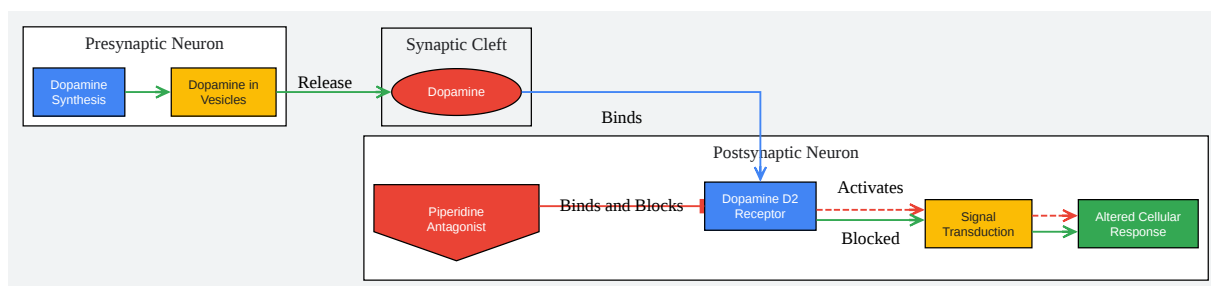 Presynaptic Neuron
Dopamine
Synthesis
Dopamine in
Vesicles
Release
Synaptic Cleft
Dopamine
Binds
Postsynaptic Neuron
Piperidine
Antagonist
Binds and Blocks
Dopamine D2
Receptor
Activates
Blocked
Signal
Transduction
Altered Cellular
Response